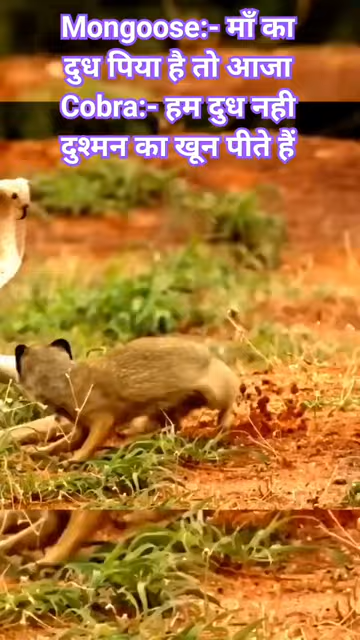 Mongoose:- माँ का
दुध पिया है तो आजा
Cobra:- हम दुध नही
दुश्मन का खून पीते हैं